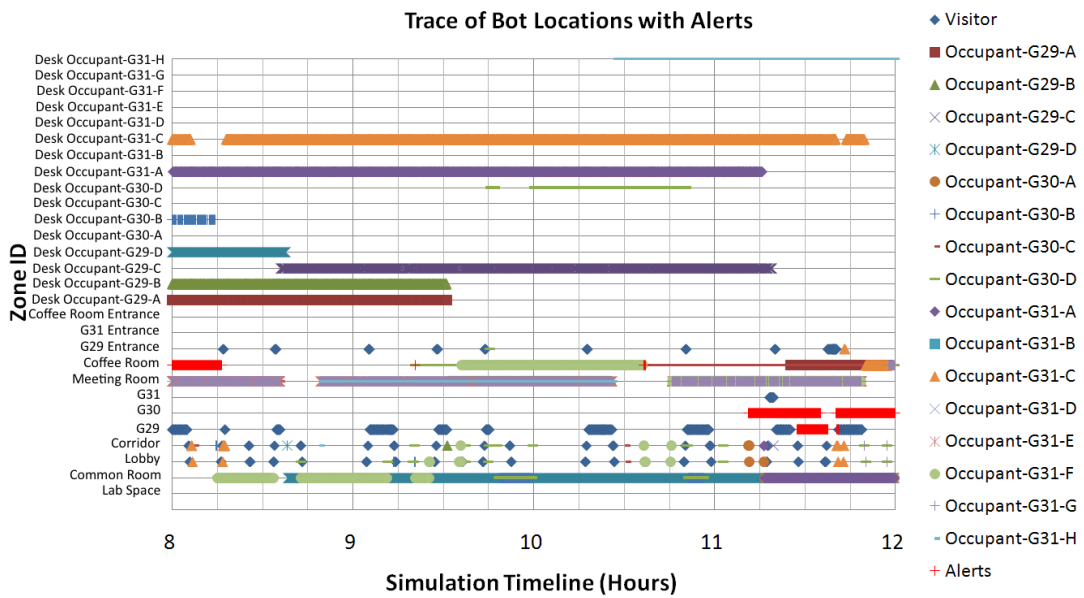 Trace of Bot Locations with Alerts
Zone ID
Desk Occupant-G31-H
Desk Occupant-G31-G
Desk Occupant-G31-F
Desk Occupant-G31-E
Desk Occupant-G31-D
Desk Occupant-G31-C
Desk Occupant-G31-B
Desk Occupant-G31-A
Desk Occupant-G30-D
Desk Occupant-G30-C
Desk Occupant-G30-B
Desk Occupant-G30-A
Desk Occupant-G29-D
Desk Occupant-G29-C
Desk Occupant-G29-B
Desk Occupant-G29-A
Coffee Room Entrance
G31 Entrance
G29 Entrance
Coffee Room
Meeting Room
G31
G30
G29
Corridor
Lobby
Common Room
Lab Space
8 9 10 11 12
Simulation Timeline (Hours)
Visitor
Occupant-G29-A
Occupant-G29-B
Occupant-G29-C
Occupant-G29-D
Occupant-G30-A
Occupant-G30-B
Occupant-G30-C
Occupant-G30-D
Occupant-G31-A
Occupant-G31-B
Occupant-G31-C
Occupant-G31-D
Occupant-G31-E
Occupant-G31-F
Occupant-G31-G
Occupant-G31-H
Alerts